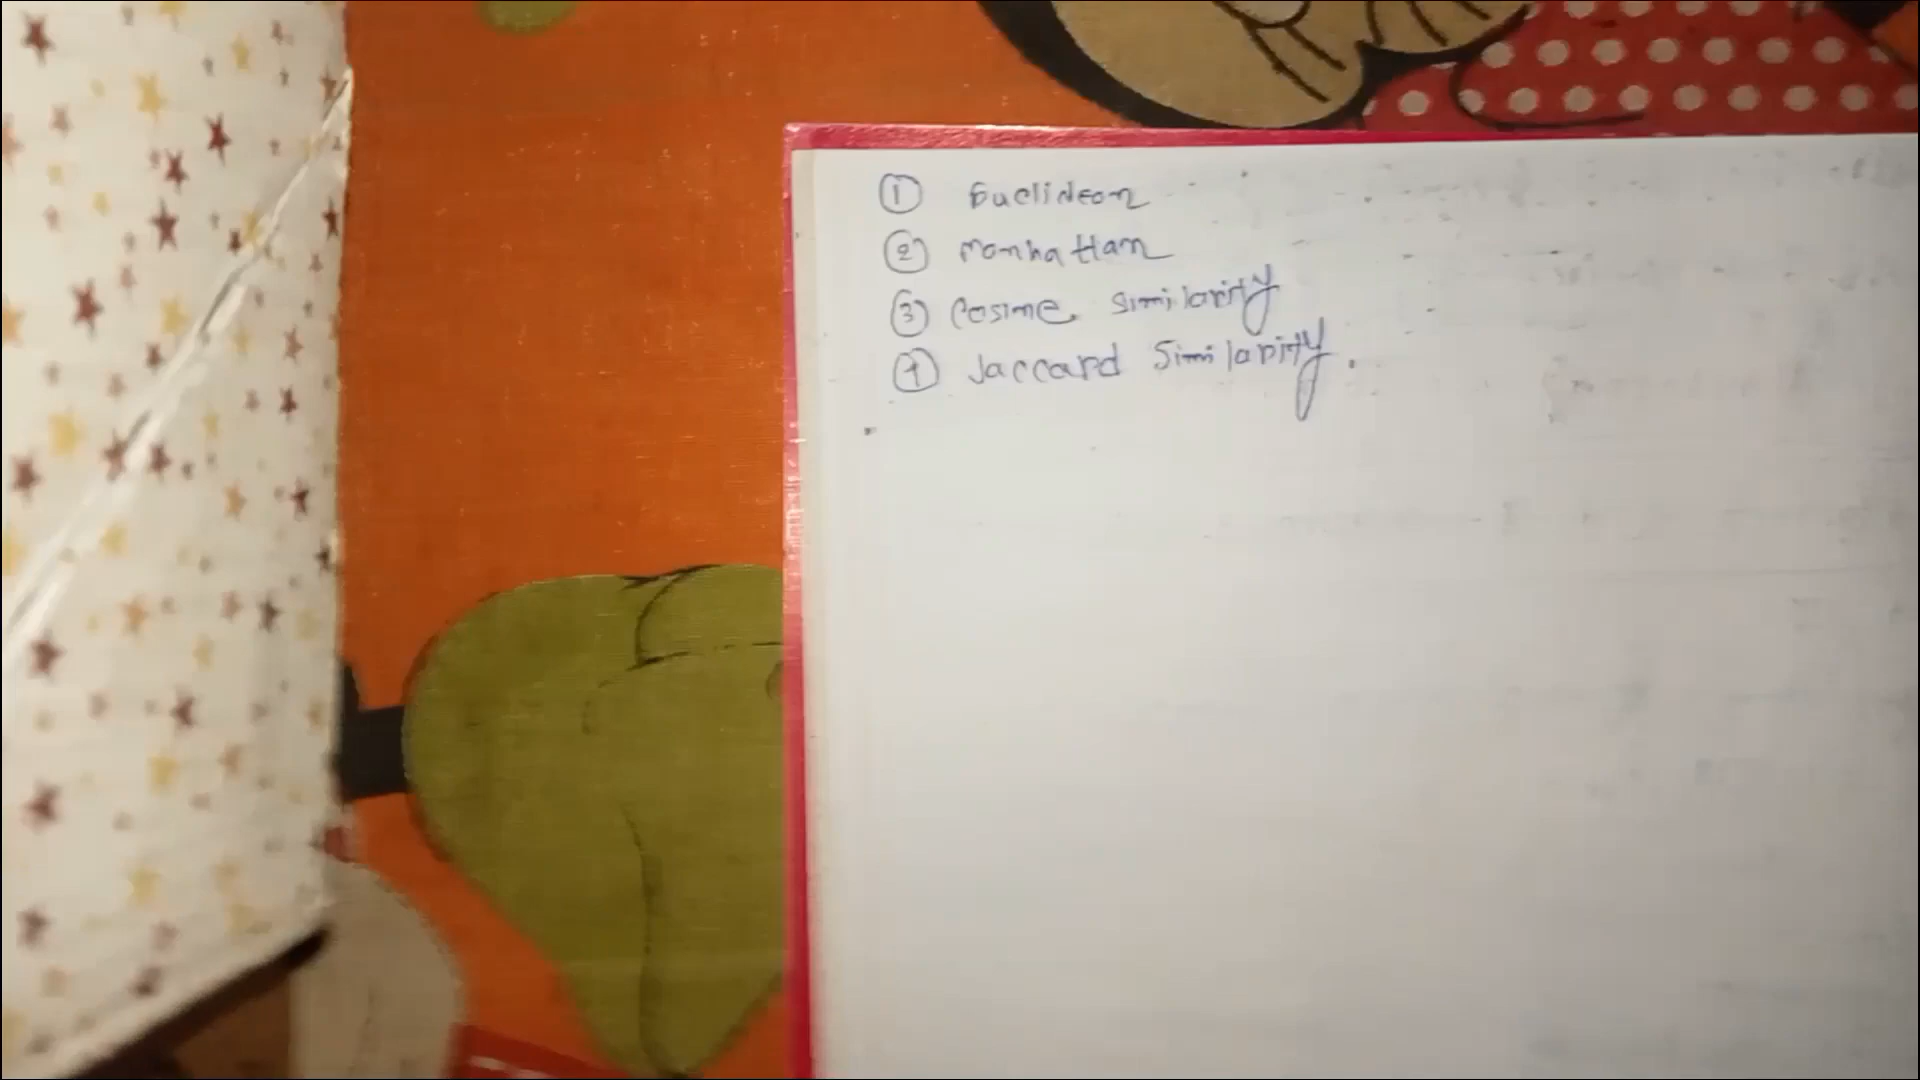 ① Euclidean
② Manhattan
③ Cosine Similarity
④ Jaccard Similarity.